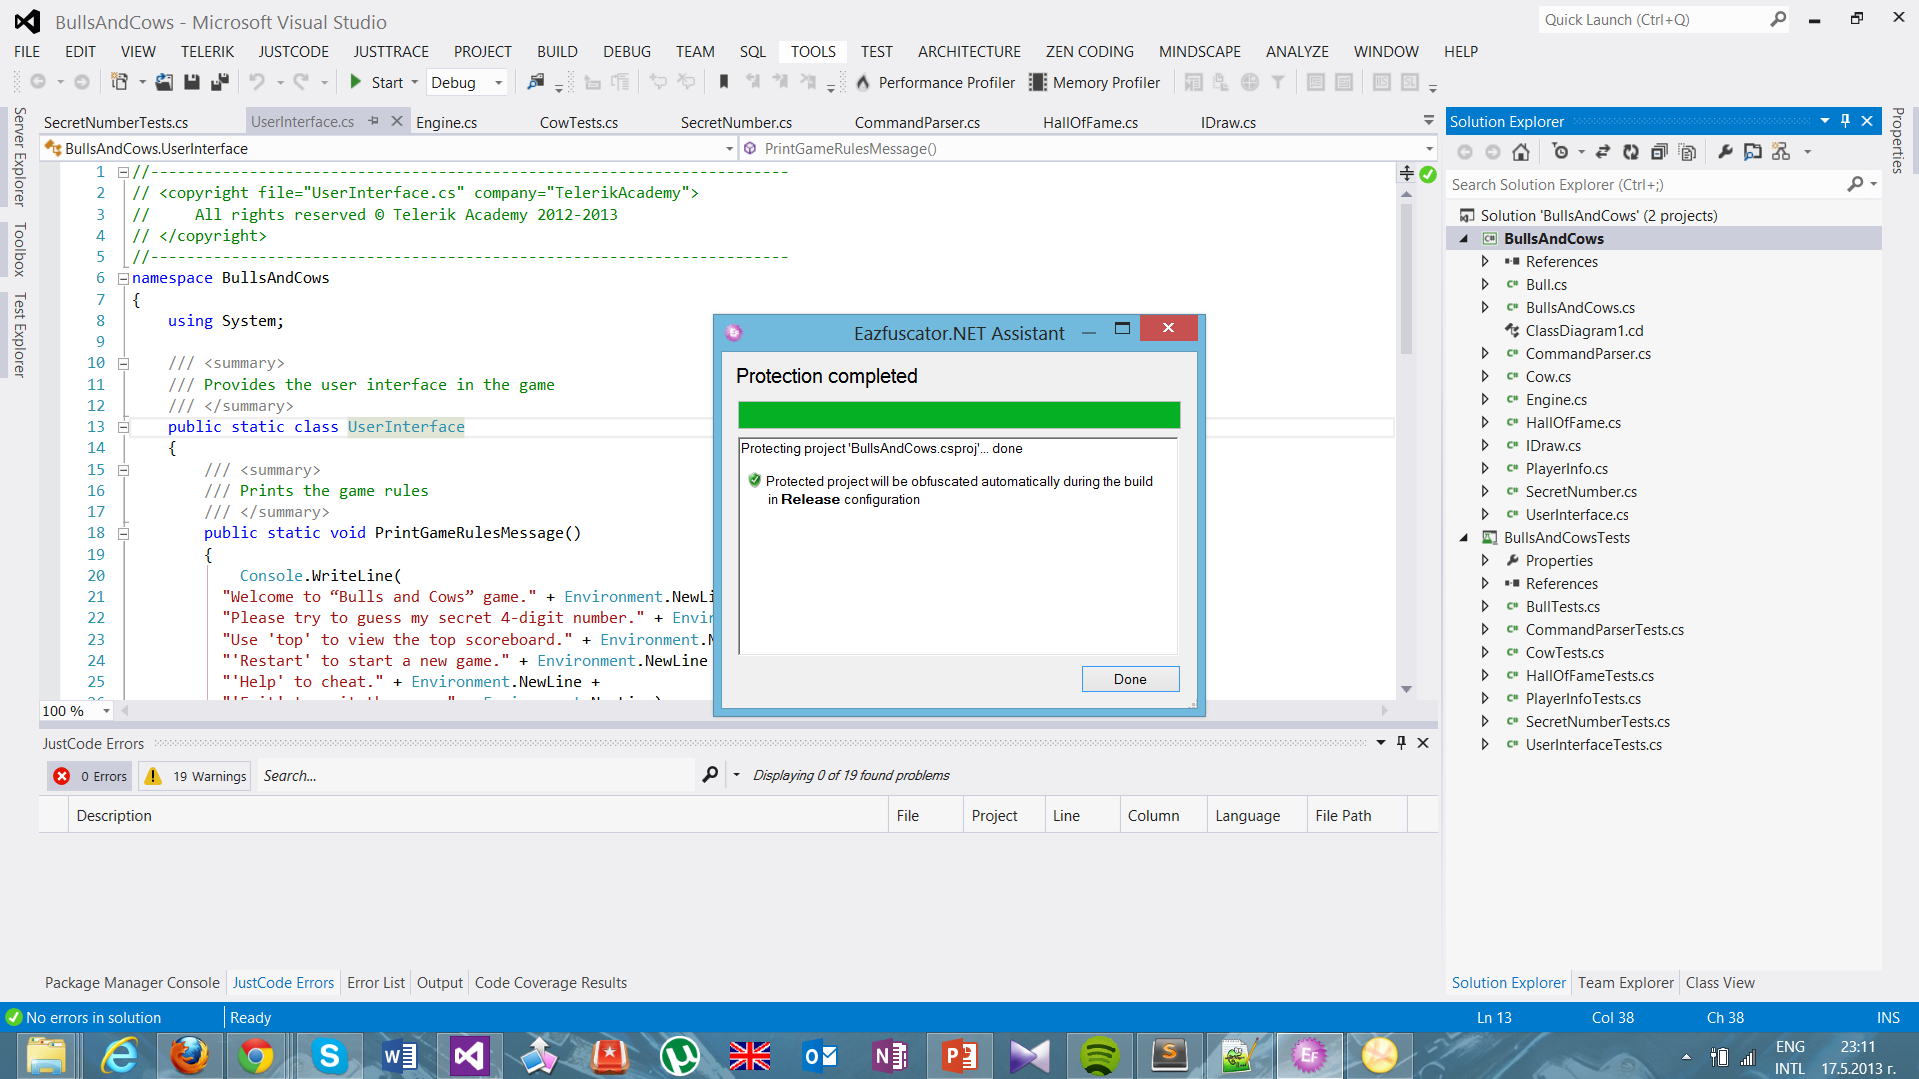 BullsAndCows - Microsoft Visual Studio
Quick Launch (Ctrl+Q)
FILE EDIT VIEW TELERIK JUSTCODE JUSTTRACE PROJECT BUILD DEBUG TEAM SQL TOOLS TEST ARCHITECTURE ZEN CODING MINDSCAPE ANALYZE WINDOW HELP
Start Debug Performance Profiler Memory Profiler
Server Explorer
Toolbox
Test Explorer
SecretNumberTests.cs UserInterface.cs Engine.cs CowTests.cs SecretNumber.cs CommandParser.cs HallOfFame.cs IDraw.cs
BullsAndCows.UserInterface PrintGameRulesMessage()
1 //-----------------------------------------------------------------------
2 // <copyright file="UserInterface.cs" company="TelerikAcademy">
3 //     All rights reserved © Telerik Academy 2012-2013
4 // </copyright>
5 //-----------------------------------------------------------------------
6 namespace BullsAndCows
7 {
8     using System;
9
10     /// <summary>
11     /// Provides the user interface in the game
12     /// </summary>
13     public static class UserInterface
14     {
15         /// <summary>
16         /// Prints the game rules
17         /// </summary>
18         public static void PrintGameRulesMessage()
19         {
20             Console.WriteLine(
21           "Welcome to “Bulls and Cows” game." + Environment.NewLi
22           "Please try to guess my secret 4-digit number." + Envir
23           "Use 'top' to view the top scoreboard." + Environment.N
24           "'Restart' to start a new game." + Environment.NewLine
25           "'Help' to cheat." + Environment.NewLine +
100 %
Eazfuscator.NET Assistant
Protection completed
Protecting project 'BullsAndCows.csproj'... done
Protected project will be obfuscated automatically during the build
in Release configuration
Done
JustCode Errors
0 Errors 19 Warnings Search... Displaying 0 of 19 found problems
Description File Project Line Column Language File Path
Package Manager Console JustCode Errors Error List Output Code Coverage Results
Solution Explorer
Search Solution Explorer (Ctrl+;)
Solution 'BullsAndCows' (2 projects)
BullsAndCows
References
Bull.cs
BullsAndCows.cs
ClassDiagram1.cd
CommandParser.cs
Cow.cs
Engine.cs
HallOfFame.cs
IDraw.cs
PlayerInfo.cs
SecretNumber.cs
UserInterface.cs
BullsAndCowsTests
Properties
References
BullTests.cs
CommandParserTests.cs
CowTests.cs
HallOfFameTests.cs
PlayerInfoTests.cs
SecretNumberTests.cs
UserInterfaceTests.cs
Solution Explorer Team Explorer Class View
Properties
No errors in solution Ready Ln 13 Col 38 Ch 38 INS
ENG 23:11
INTL 17.5.2013 г.